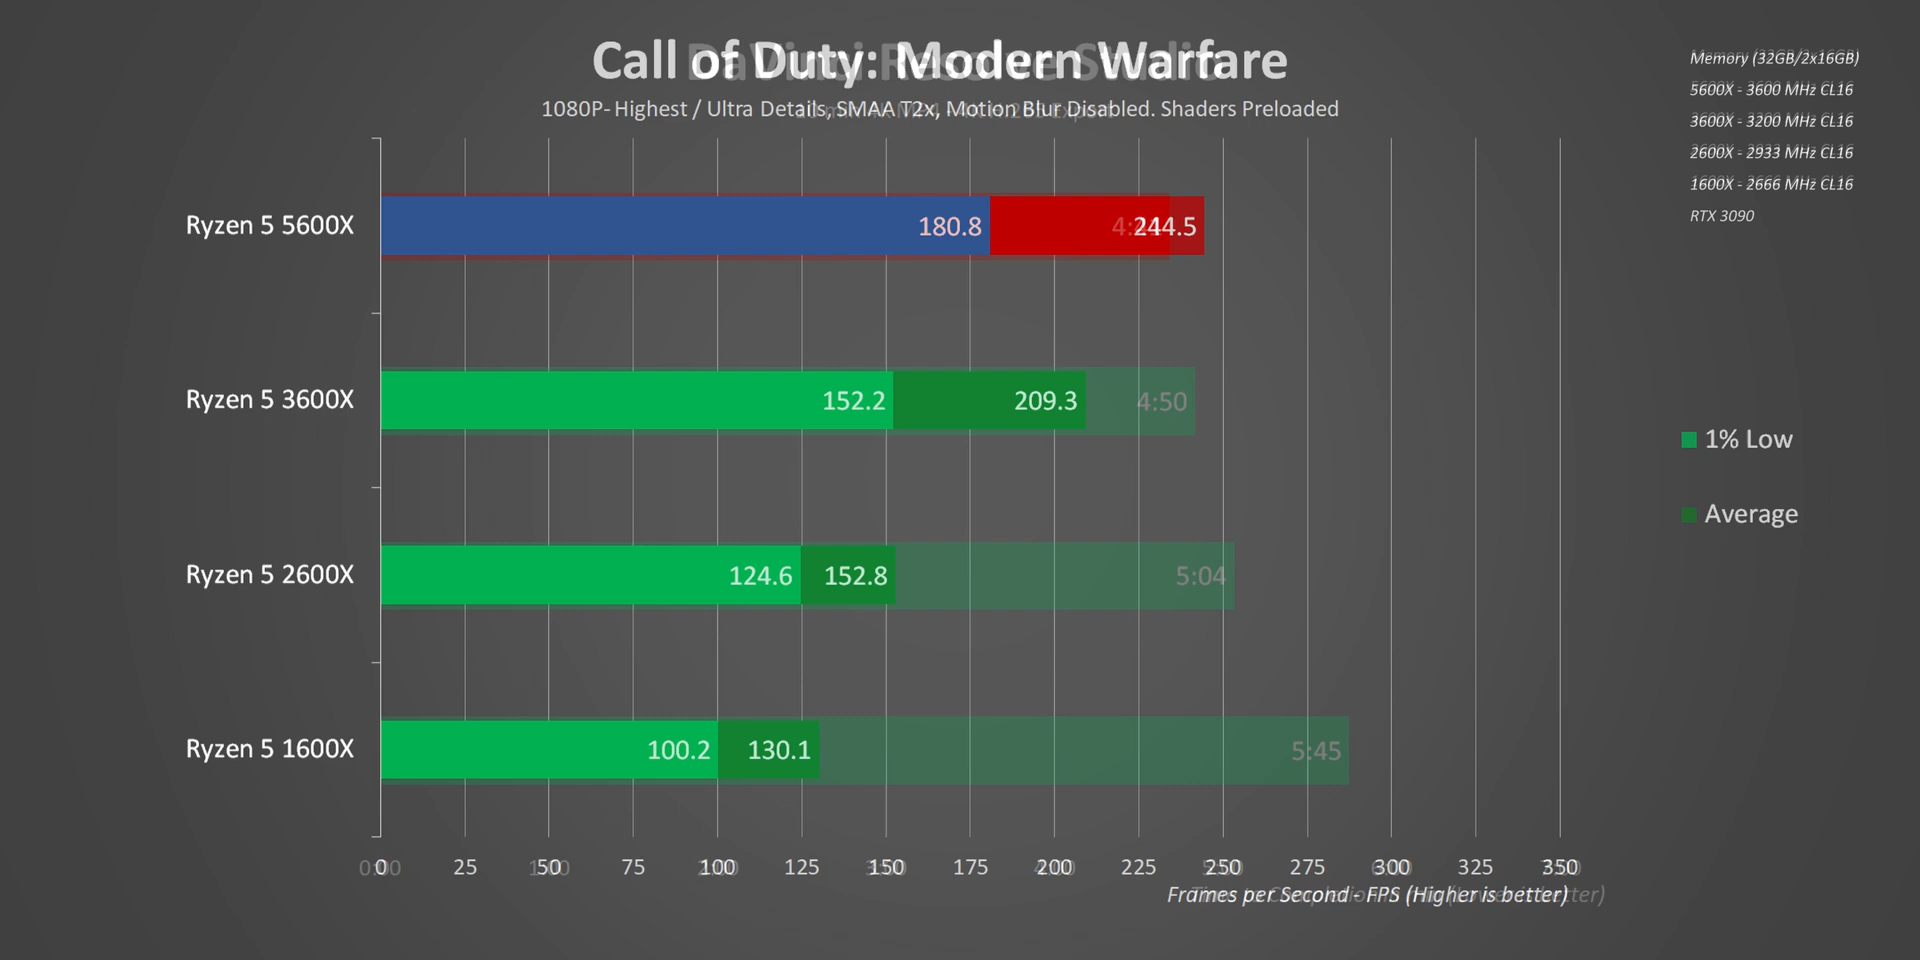 Call of Duty: Modern Warfare
1080P- Highest / Ultra Details, SMAA T2x, Motion Blur Disabled. Shaders Preloaded
Memory (32GB/2x16GB)
5600X - 3600 MHz CL16
3600X - 3200 MHz CL16
2600X - 2933 MHz CL16
1600X - 2666 MHz CL16
RTX 3090
Ryzen 5 5600X 180.8 244.5
Ryzen 5 3600X 152.2 209.3 4:50
Ryzen 5 2600X 124.6 152.8 5:04
Ryzen 5 1600X 100.2 130.1 5:45
1% Low
Average
0 25 50 75 100 125 150 175 200 225 250 275 300 325 350
Frames per Second - FPS (Higher is better)